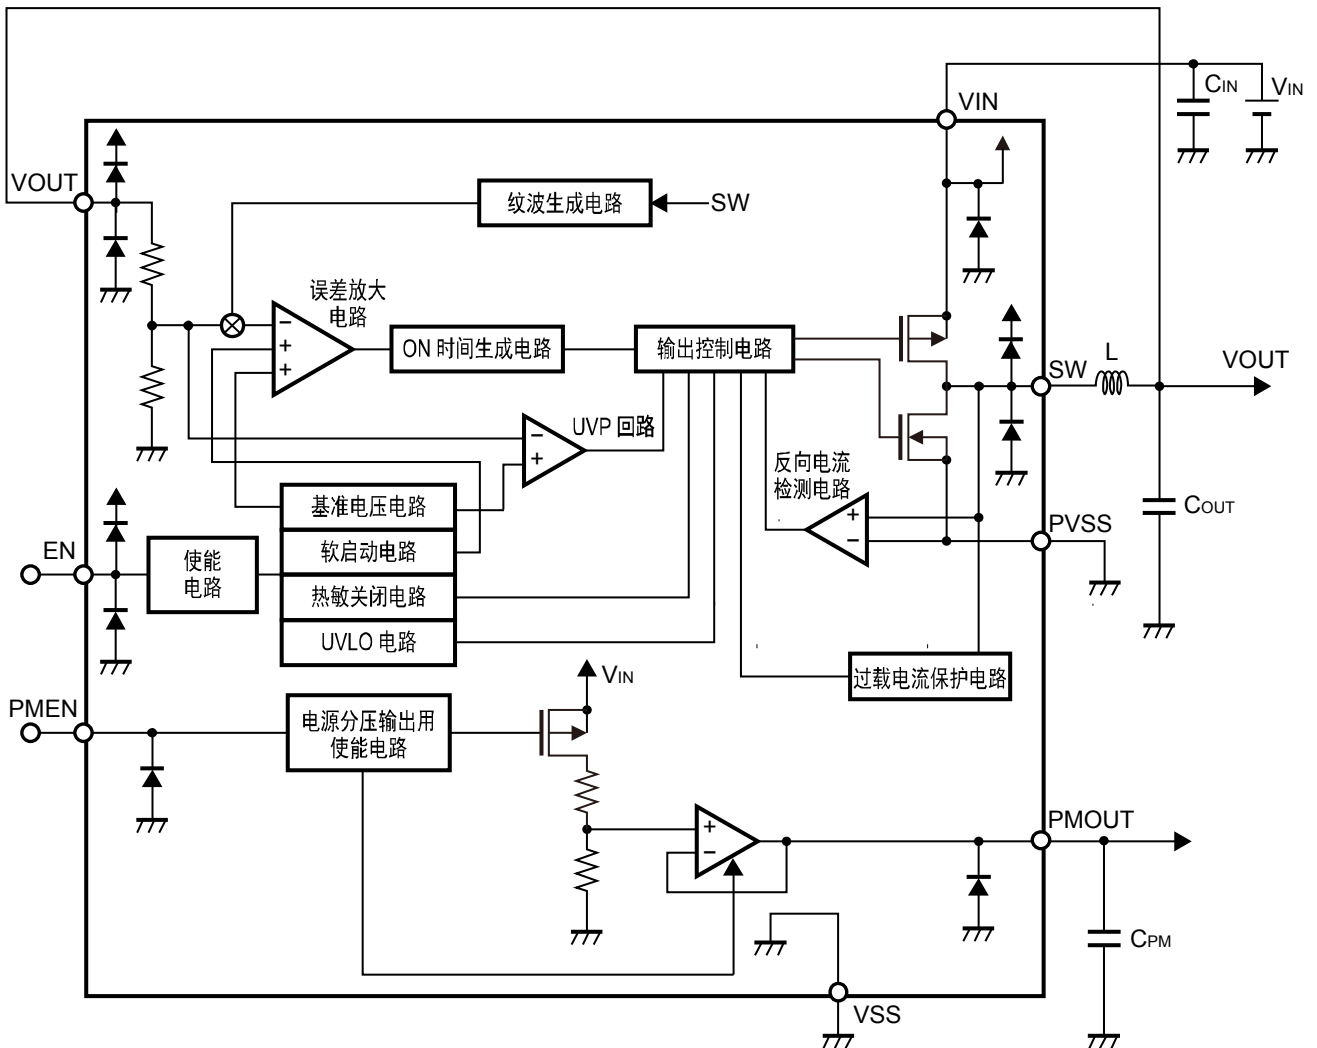 VIN
CIN
VIN
VOUT
纹波生成电路
SW
误差放大
电路
−
+
+
ON 时间生成电路
输出控制电路
SW
L
VOUT
UVP 回路
−
+
反向电流
检测电路
+
−
基准电压电路
软启动电路
热敏关闭电路
UVLO 电路
EN
使能
电路
PVSS
COUT
过载电流保护电路
VIN
PMEN
电源分压输出用
使能电路
+
−
PMOUT
CPM
VSS